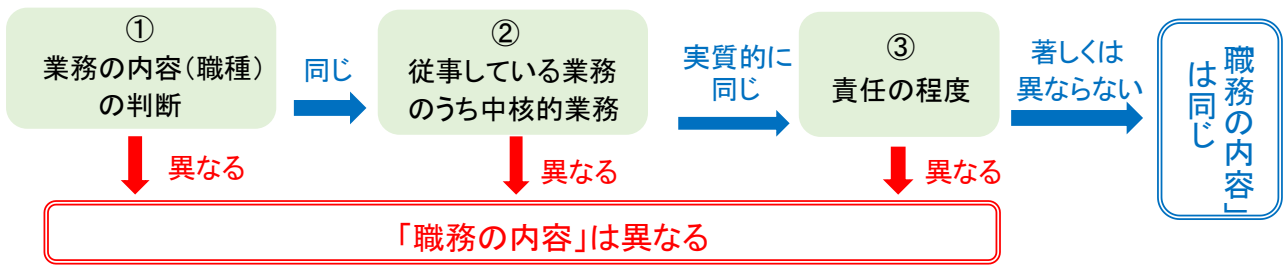 ①
業務の内容(職種)
の判断
同じ
②
従事している業務
のうち中核的業務
実質的に
同じ
③
責任の程度
著しくは
異ならない
「職務の内容」
は同じ
異なる
異なる
異なる
「職務の内容」は異なる